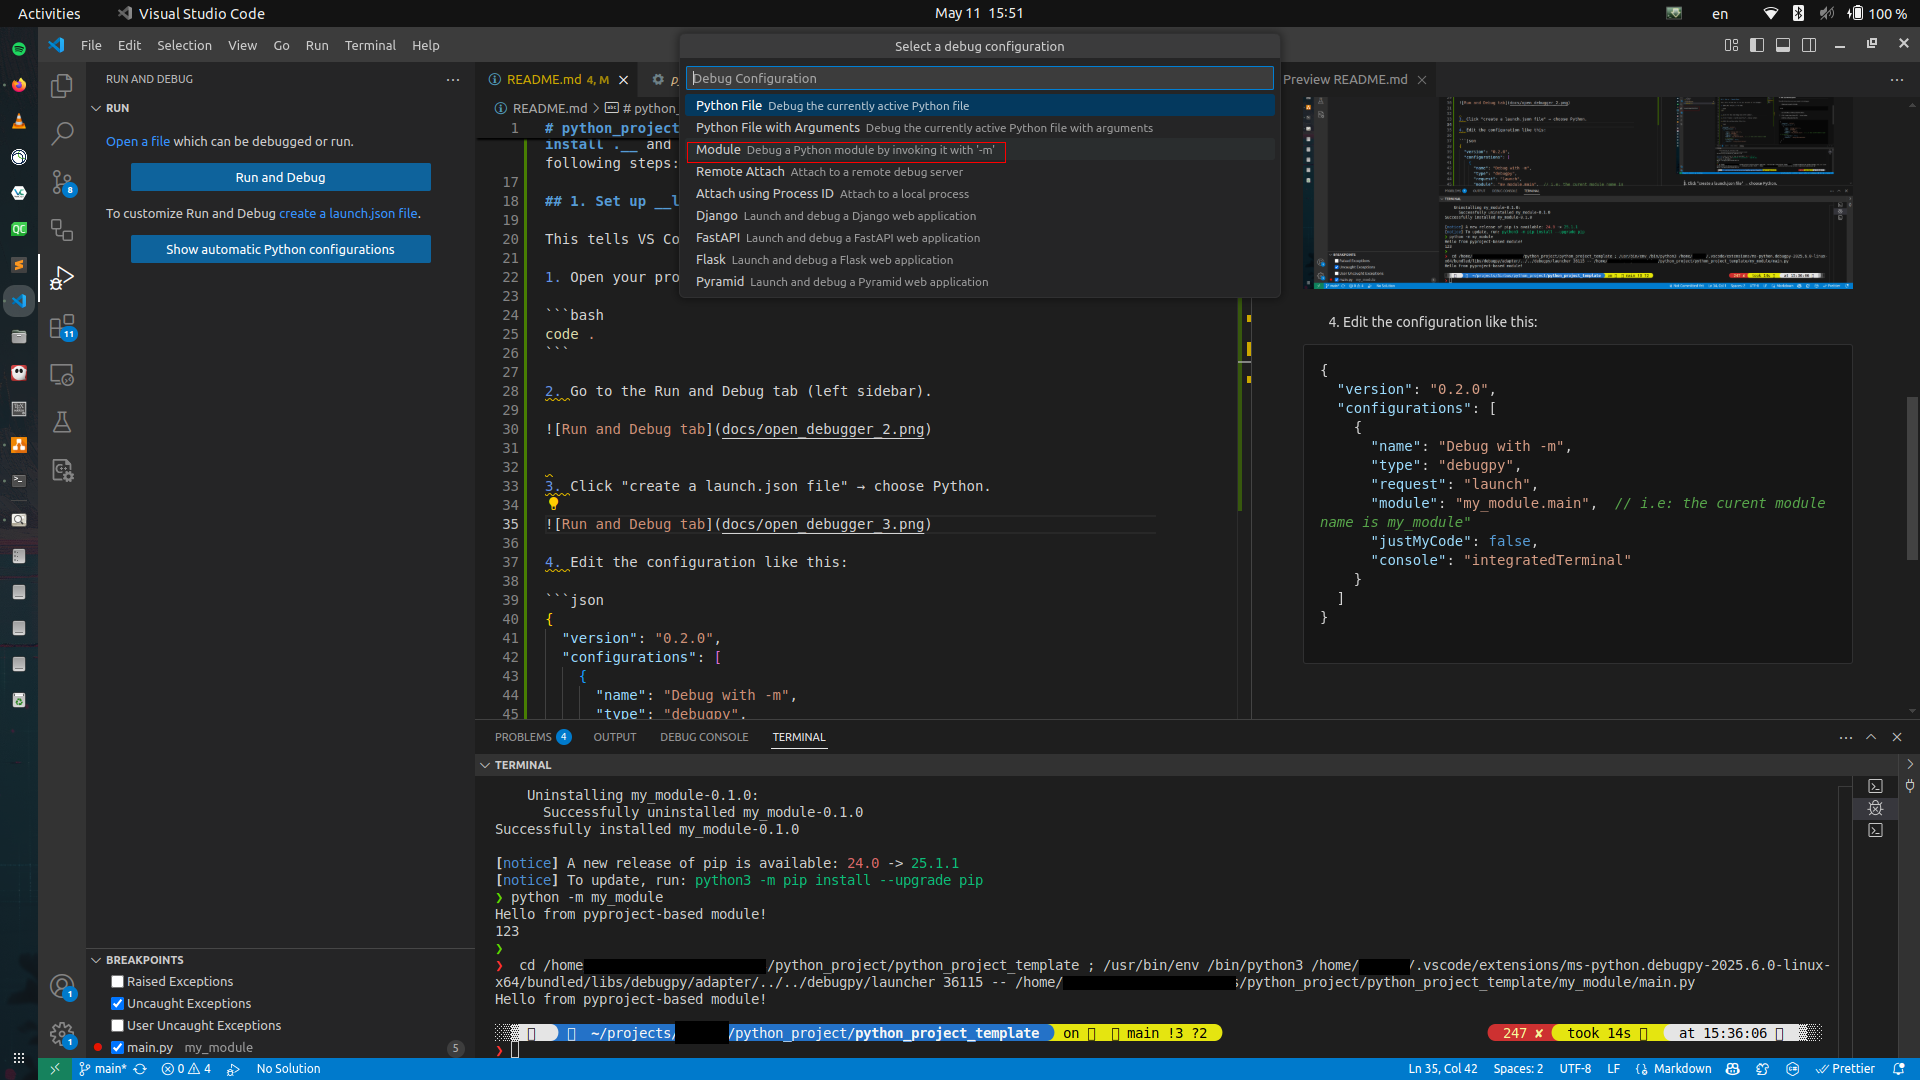 Activities
Visual Studio Code
May 11 15:51
en
100 %
File Edit Selection View Go Run Terminal Help
Select a debug configuration
Debug Configuration
Python File Debug the currently active Python file
Python File with Arguments Debug the currently active Python file with arguments
Module Debug a Python module by invoking it with '-m'
Remote Attach Attach to a remote debug server
Attach using Process ID Attach to a local process
Django Launch and debug a Django web application
FastAPI Launch and debug a FastAPI web application
Flask Launch and debug a Flask web application
Pyramid Launch and debug a Pyramid web application
RUN AND DEBUG
RUN
Open a file which can be debugged or run.
Run and Debug
To customize Run and Debug create a launch.json file.
Show automatic Python configurations
8
11
1
1
BREAKPOINTS
Raised Exceptions
Uncaught Exceptions
User Uncaught Exceptions
main.py my_module 5
README.md 4, M
README.md > # python_
1 # python_project
install .__ and
following steps:
17
18 ## 1. Set up __l
19
20 This tells VS Co
21
22 1. Open your pro
23
24 ```bash
25 code .
26 ```
27
28 2. Go to the Run and Debug tab (left sidebar).
29
30 ![Run and Debug tab](docs/open_debugger_2.png)
31
32
33 3. Click "create a launch.json file" → choose Python.
34
35 ![Run and Debug tab](docs/open_debugger_3.png)
36
37 4. Edit the configuration like this:
38
39 ```json
40 {
41 "version": "0.2.0",
42 "configurations": [
43 {
44 "name": "Debug with -m",
45 "type": "debugpy",
Preview README.md
4. Edit the configuration like this:
{
"version": "0.2.0",
"configurations": [
{
"name": "Debug with -m",
"type": "debugpy",
"request": "launch",
"module": "my_module.main", // i.e: the curent module
name is my_module"
"justMyCode": false,
"console": "integratedTerminal"
}
]
}
PROBLEMS 4 OUTPUT DEBUG CONSOLE TERMINAL
TERMINAL
Uninstalling my_module-0.1.0:
Successfully uninstalled my_module-0.1.0
Successfully installed my_module-0.1.0
[notice] A new release of pip is available: 24.0 -> 25.1.1
[notice] To update, run: python3 -m pip install --upgrade pip
❯ python -m my_module
Hello from pyproject-based module!
123
❯
❯ cd /home /python_project/python_project_template ; /usr/bin/env /bin/python3 /home/ /.vscode/extensions/ms-python.debugpy-2025.6.0-linux-
x64/bundled/libs/debugpy/adapter/../../debugpy/launcher 36115 -- /home/ /python_project/python_project_template/my_module/main.py
Hello from pyproject-based module!
~/projects/ /python_project/python_project_template on main !3 ?2
247 ✘ took 14s at 15:36:06
❯
main* 0 4 No Solution
Ln 35, Col 42 Spaces: 2 UTF-8 LF Markdown Prettier